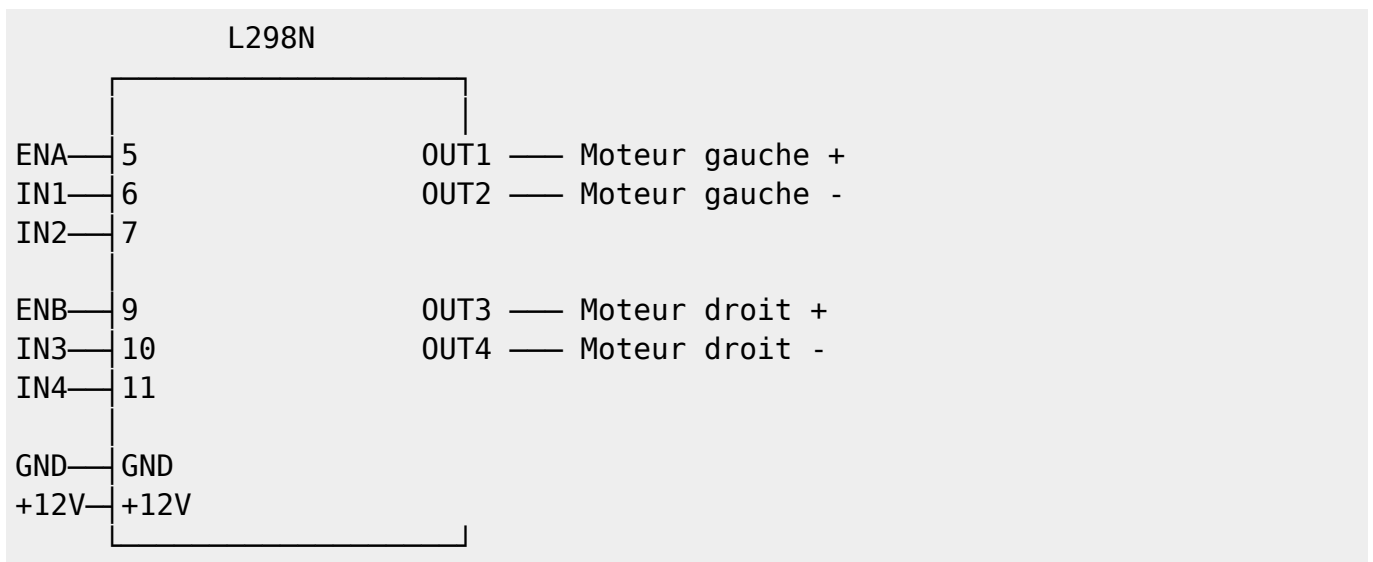 L298N
ENA 5 OUT1 Moteur gauche +
IN1 6 OUT2 Moteur gauche -
IN2 7
ENB 9 OUT3 Moteur droit +
IN3 10 OUT4 Moteur droit -
IN4 11
GND GND
+12V +12V